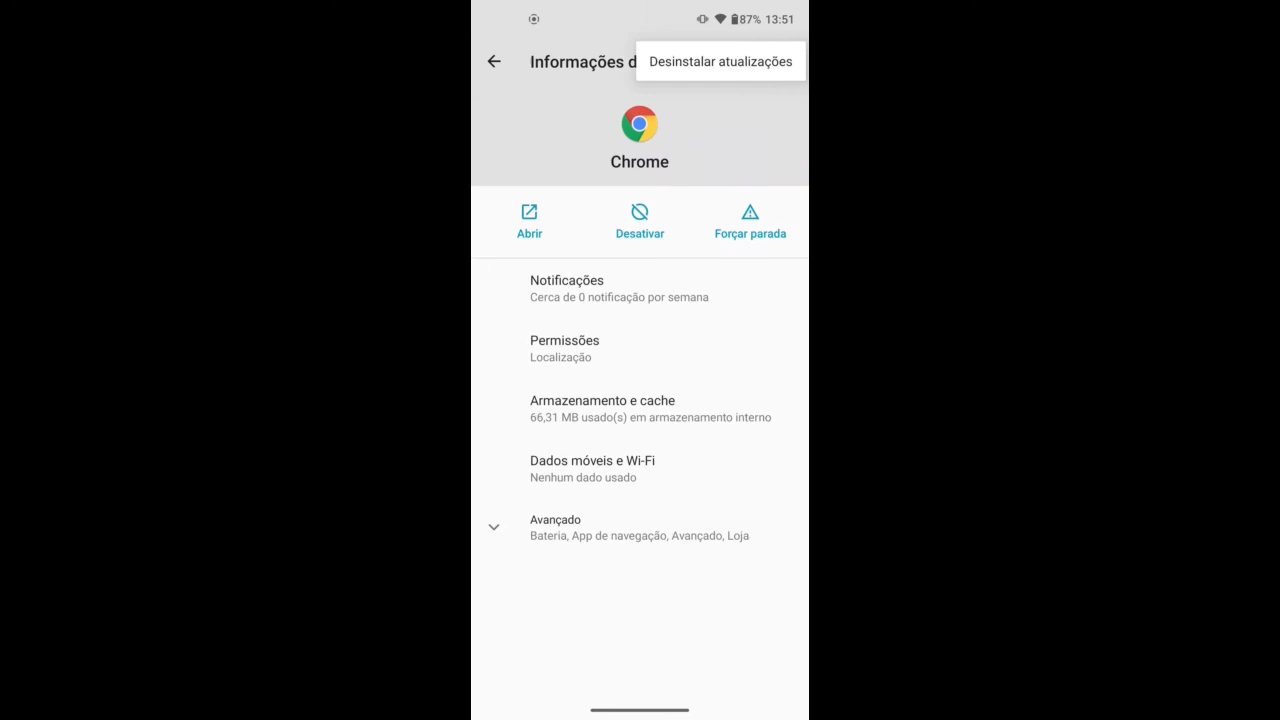 87% 13:51
Informações d
Desinstalar atualizações
Chrome
Abrir
Desativar
Forçar parada
Notificações
Cerca de 0 notificação por semana
Permissões
Localização
Armazenamento e cache
66,31 MB usado(s) em armazenamento interno
Dados móveis e Wi-Fi
Nenhum dado usado
Avançado
Bateria, App de navegação, Avançado, Loja